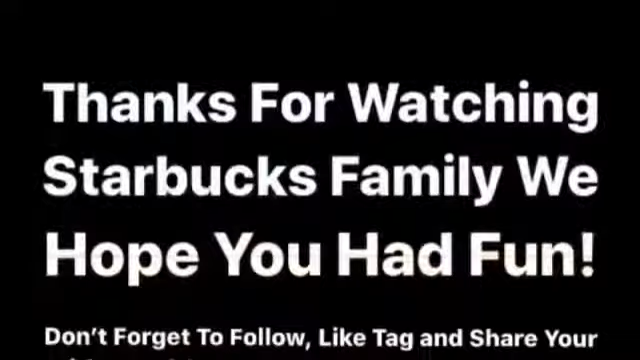 Thanks For Watching
Starbucks Family We
Hope You Had Fun!
Don't Forget To Follow, Like Tag and Share Your